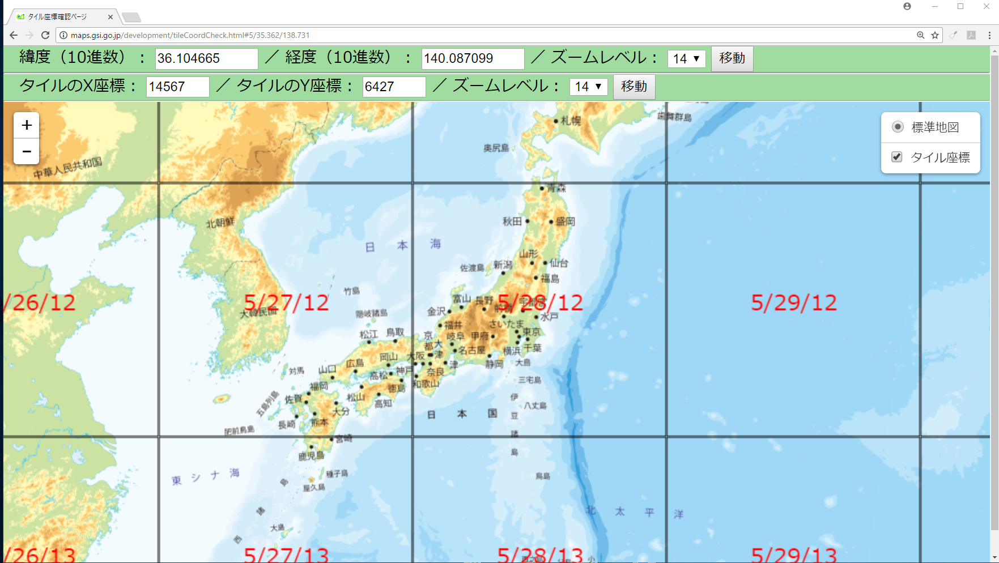 タイル座標確認ページ
maps.gsi.go.jp/development/tileCoordCheck.html#5/35.362/138.731
緯度（10進数）： 36.104665 ／ 経度（10進数）： 140.087099 ／ ズームレベル： 14 移動
タイルのX座標： 14567 ／ タイルのY座標： 6427 ／ ズームレベル： 14 移動
+
−
標準地図
タイル座標
歯舞群島
札幌
奥尻島
中華人民共和国
青森
北朝鮮
秋田
盛岡
日本海
山形
佐渡島
新潟
仙台
福島
竹島
/26/12
5/27/12
5/28/12
5/29/12
富山
長野
前橋
宇都宮
金沢
大韓民国
隠岐諸島
水戸
さいたま
福井
松江
鳥取
京都
岐阜
甲府
東京
大津
名古屋
横浜
千葉
岡山
大阪
広島
静岡
大島
津
対馬
山口
高松
神戸
奈良
三宅島
和歌山
福岡
徳島
五島列島
佐賀
松山
高知
伊豆諸島
八丈島
大分
日本国
長崎
熊本
肥前鳥島
宮崎
鹿児島
東シナ海
種子島
屋久島
鳥島
北太平洋
大島
西
諸
島
/26/13
5/27/13
5/28/13
5/29/13
小